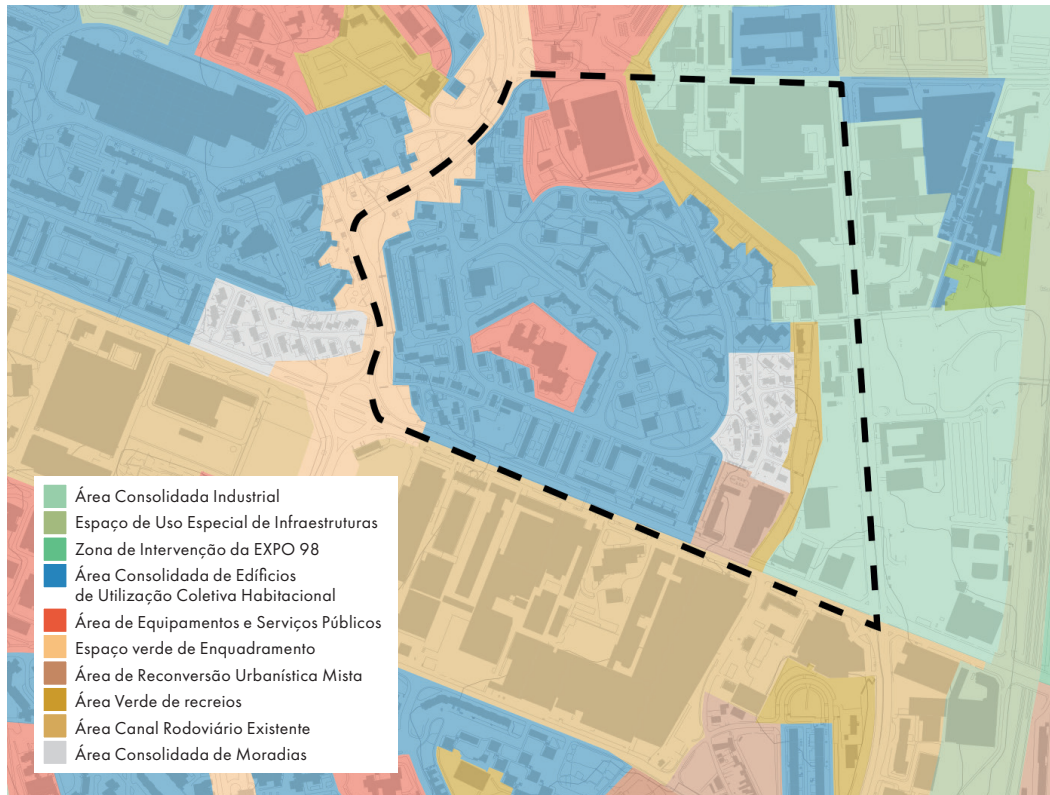 Área Consolidada Industrial
Espaço de Uso Especial de Infraestruturas
Zona de Intervenção da EXPO 98
Área Consolidada de Edíficios
de Utilização Coletiva Habitacional
Área de Equipamentos e Serviços Públicos
Espaço verde de Enquadramento
Área de Reconversão Urbanística Mista
Área Verde de recreios
Área Canal Rodoviário Existente
Área Consolidada de Moradias